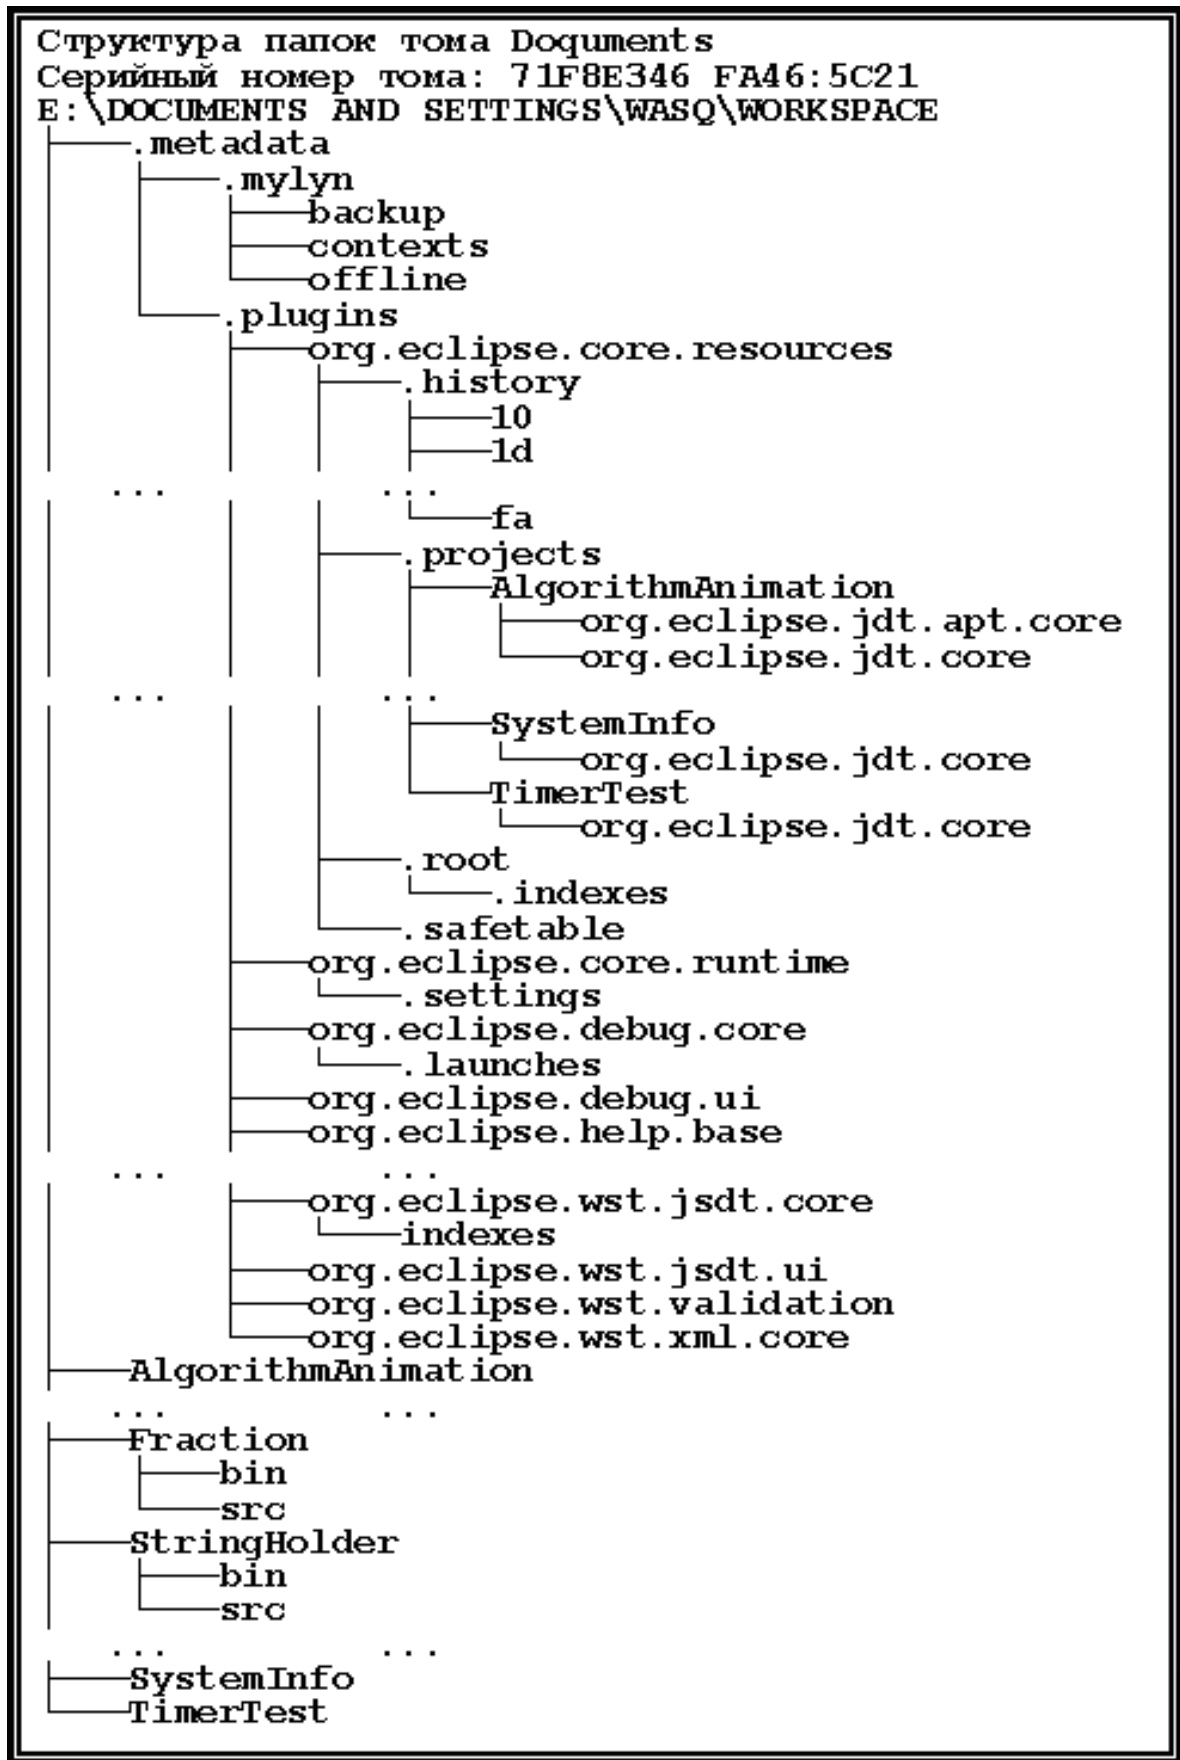 Структура папок тома Doquments
Серийный номер тома: 71F8E346 FA46:5C21
E:\DOCUMENTS AND SETTINGS\WASQ\WORKSPACE
.metadata
.mylyn
backup
contexts
offline
.plugins
org.eclipse.core.resources
.history
10
1d
... ...
fa
.projects
AlgorithmAnimation
org.eclipse.jdt.apt.core
org.eclipse.jdt.core
... ...
SystemInfo
org.eclipse.jdt.core
TimerTest
org.eclipse.jdt.core
.root
.indexes
.safetable
org.eclipse.core.runtime
.settings
org.eclipse.debug.core
.launches
org.eclipse.debug.ui
org.eclipse.help.base
... ...
org.eclipse.wst.jsdt.core
indexes
org.eclipse.wst.jsdt.ui
org.eclipse.wst.validation
org.eclipse.wst.xml.core
AlgorithmAnimation
... ...
Fraction
bin
src
StringHolder
bin
src
... ...
SystemInfo
TimerTest